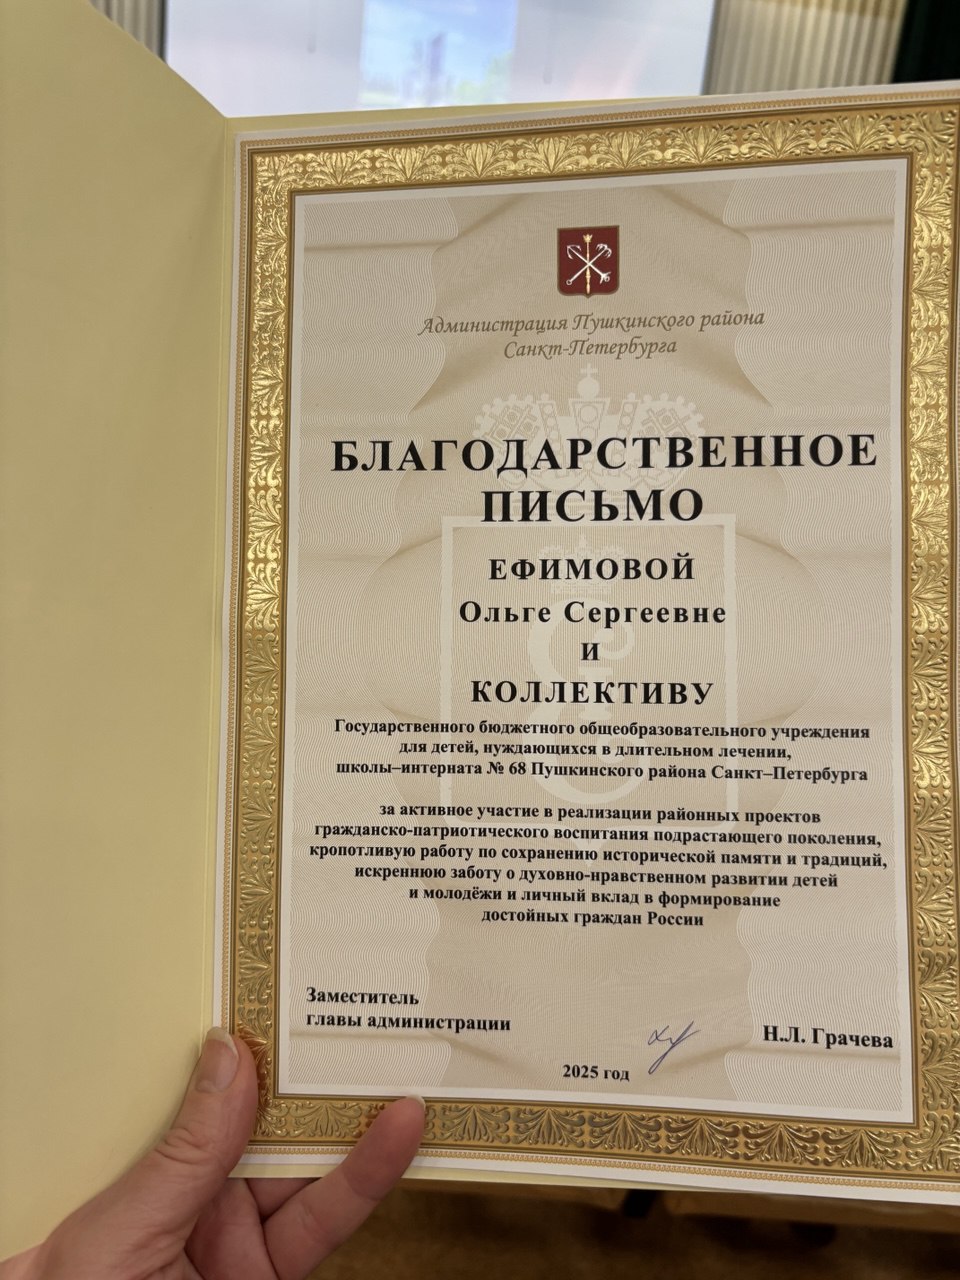 Администрация Пушкинского района
Санкт-Петербурга
БЛАГОДАРСТВЕННОЕ
ПИСЬМО
ЕФИМОВОЙ
Ольге Сергеевне
И
КОЛЛЕКТИВУ
Государственного бюджетного общеобразовательного учреждения
для детей, нуждающихся в длительном лечении,
школы–интерната № 68 Пушкинского района Санкт–Петербурга
за активное участие в реализации районных проектов
гражданско-патриотического воспитания подрастающего поколения,
кропотливую работу по сохранению исторической памяти и традиций,
искреннюю заботу о духовно-нравственном развитии детей
и молодёжи и личный вклад в формирование
достойных граждан России
Заместитель
главы администрации
Н.Л. Грачева
2025 год